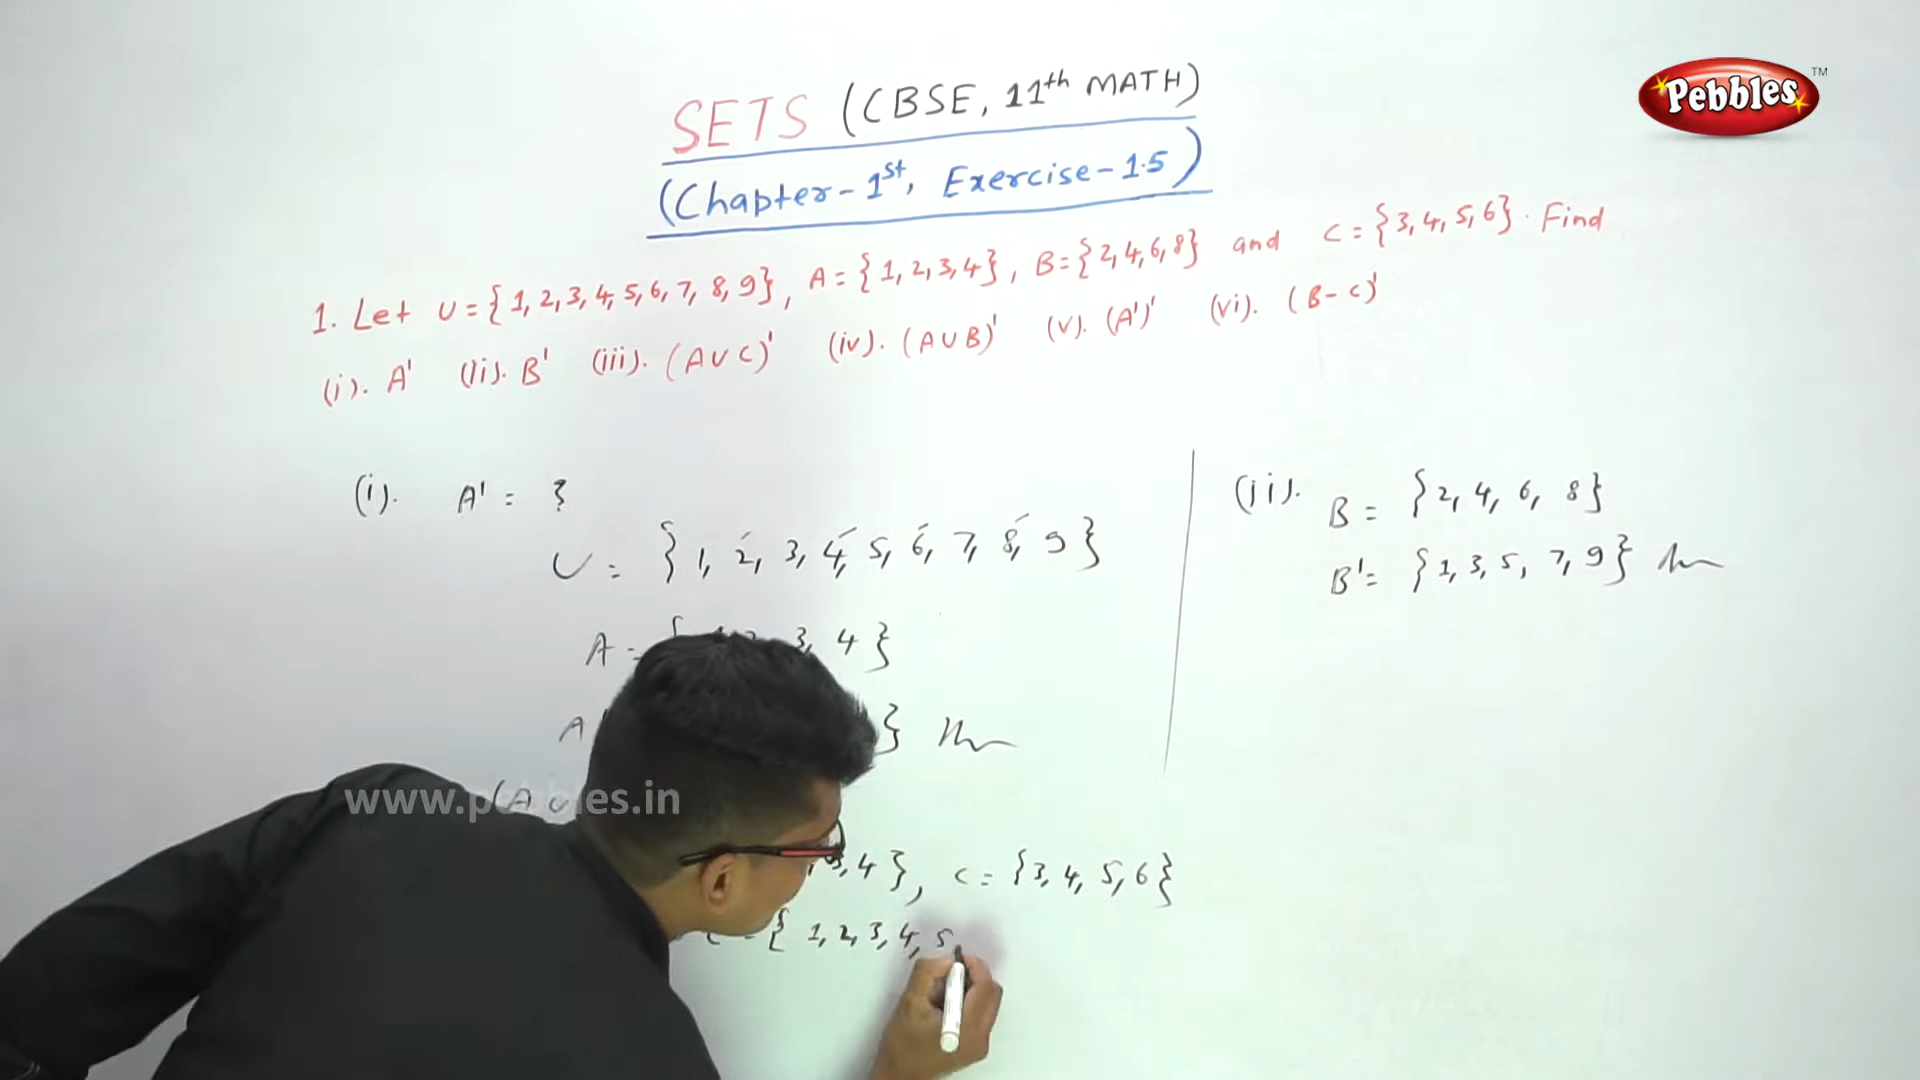 Pebbles™
SETS (CBSE, 11th MATH)
(Chapter-1st, Exercise-1.5)
1. Let U={1,2,3,4,5,6,7,8,9}, A={1,2,3,4}, B={2,4,6,8} and C={3,4,5,6}. Find
(i). A' (ii). B' (iii). (A∪C)' (iv). (A∪B)' (v). (A')' (vi). (B-C)'
(i). A' = ?
U = {1, 2, 3, 4, 5, 6, 7, 8, 9}
A = { 3, 4}
A' }
(A ∪
3,4}, C = {3, 4, 5, 6}
C = { 1, 2, 3, 4, 5,
(ii). B = {2, 4, 6, 8}
B' = {1, 3, 5, 7, 9}
www.pebbles.in